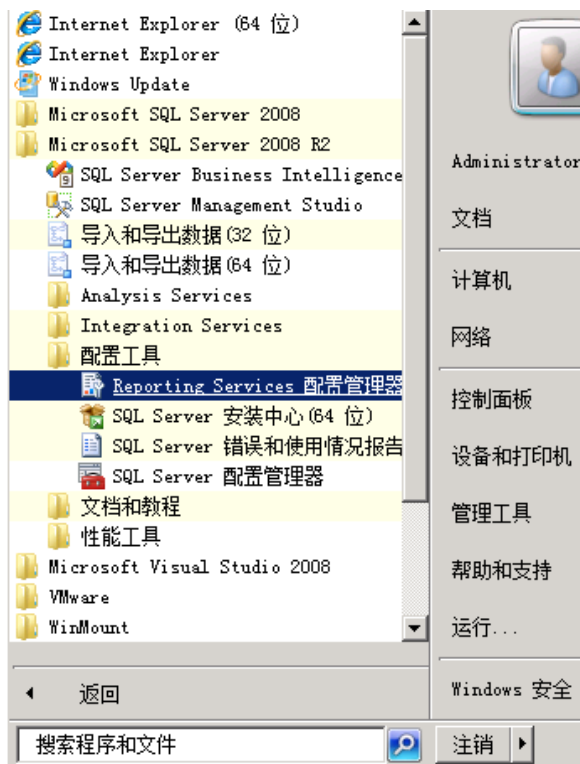 Internet Explorer (64 位)
Internet Explorer
Windows Update
Microsoft SQL Server 2008
Microsoft SQL Server 2008 R2
SQL Server Business Intelligence
SQL Server Management Studio
导入和导出数据(32 位)
导入和导出数据(64 位)
Analysis Services
Integration Services
配置工具
Reporting Services 配置管理器
SQL Server 安装中心(64 位)
SQL Server 错误和使用情况报告
SQL Server 配置管理器
文档和教程
性能工具
Microsoft Visual Studio 2008
VMware
WinMount
返回
搜索程序和文件
Administrator
文档
计算机
网络
控制面板
设备和打印机
管理工具
帮助和支持
运行...
Windows 安全
注销